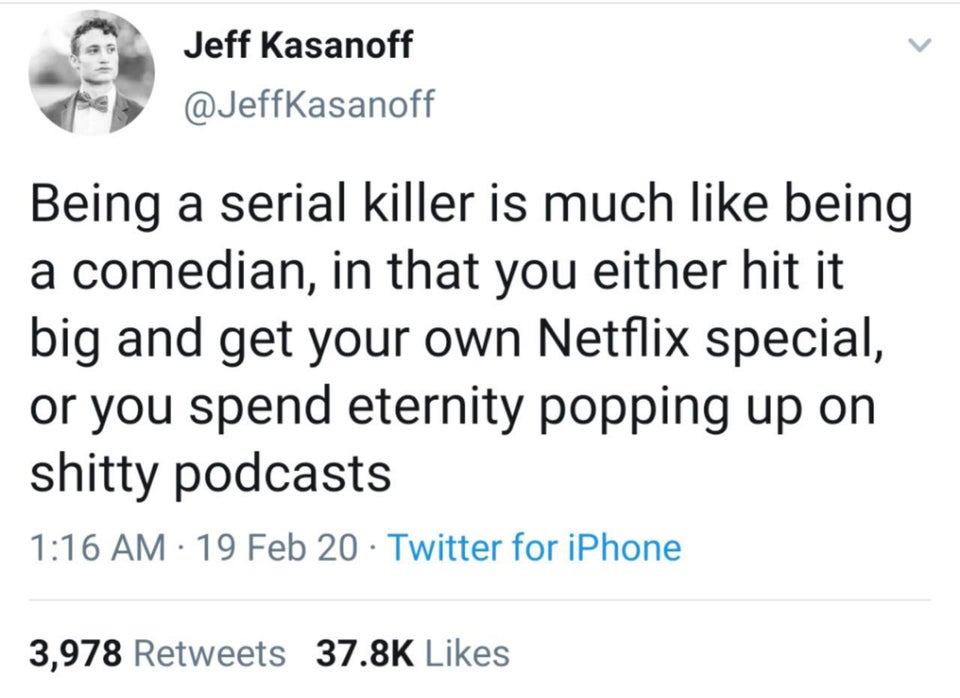 Jeff Kasanoff
@JeffKasanoff
Being a serial killer is much like being
a comedian, in that you either hit it
big and get your own Netflix special,
or you spend eternity popping up on
shitty podcasts
1:16 AM · 19 Feb 20 · Twitter for iPhone
3,978 Retweets 37.8K Likes